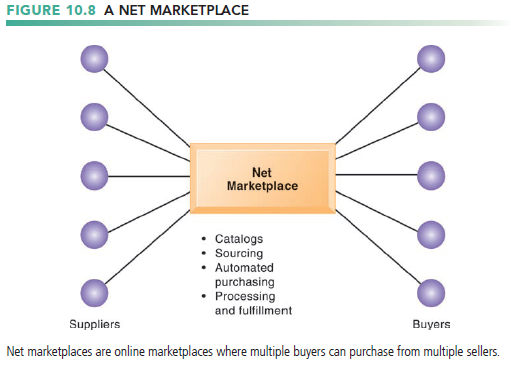 FIGURE 10.8 A NET MARKETPLACE
Net
Marketplace
• Catalogs
• Sourcing
• Automated
purchasing
• Processing
and fulfillment
Suppliers
Buyers
Net marketplaces are online marketplaces where multiple buyers can purchase from multiple sellers.